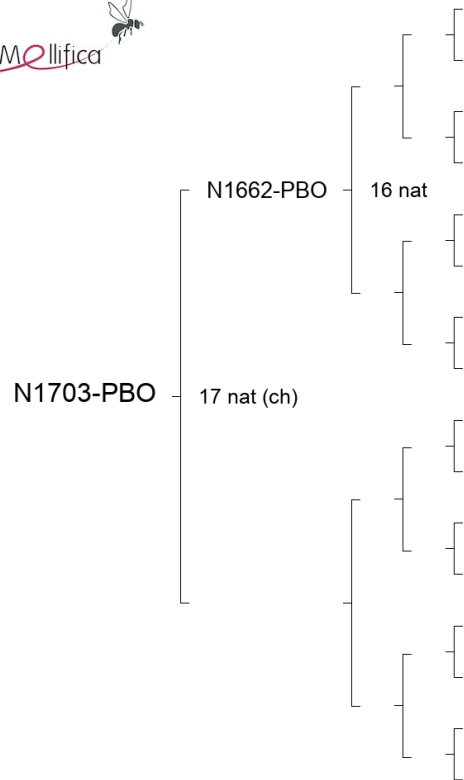 Mellifica
N1662-PBO
16 nat
N1703-PBO
17 nat (ch)